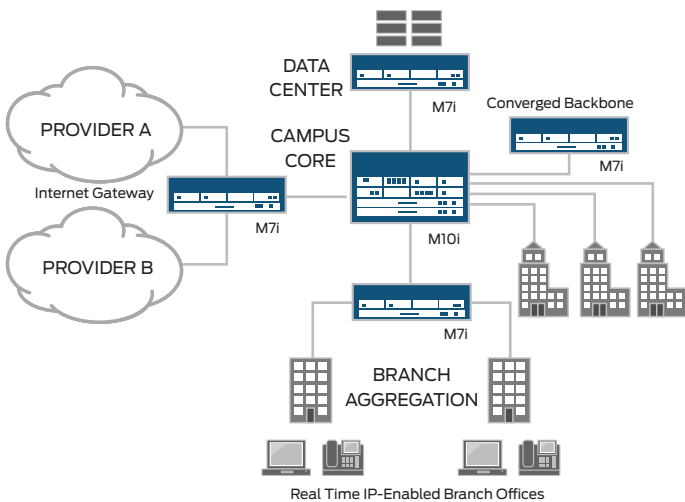 DATA
CENTER
M7i
Converged Backbone
M7i
PROVIDER A
CAMPUS
CORE
Internet Gateway
M7i
M10i
PROVIDER B
M7i
BRANCH
AGGREGATION
Real Time IP-Enabled Branch Offices